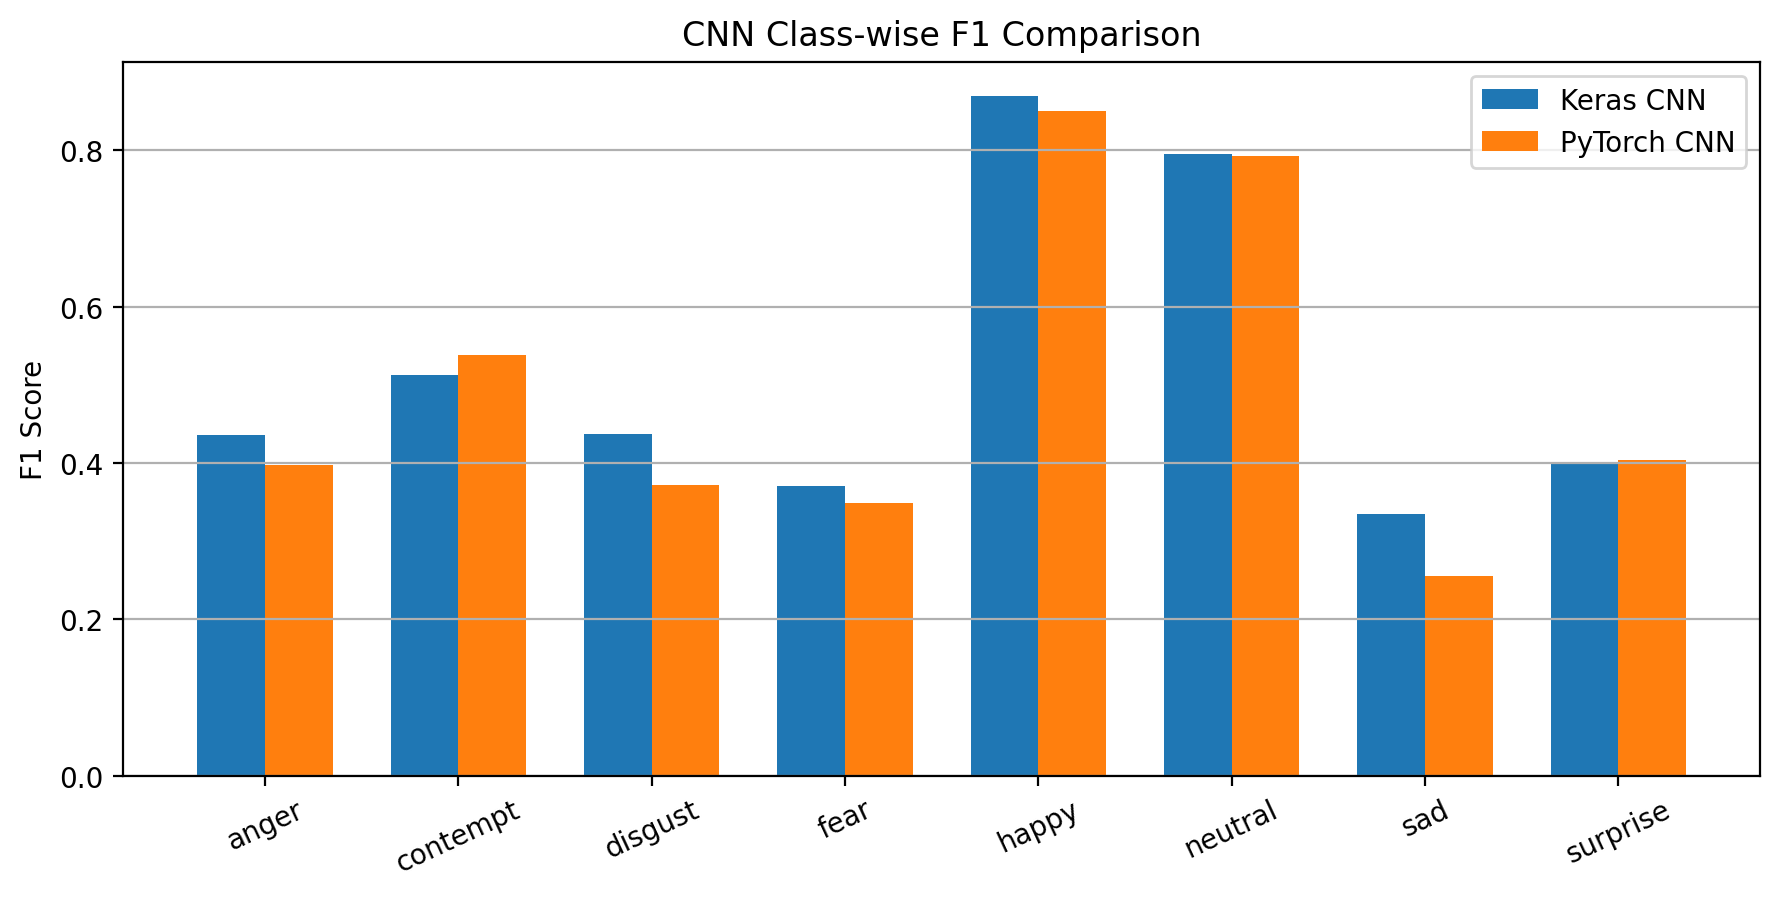 CNN Class-wise F1 Comparison
Keras CNN
PyTorch CNN
F1 Score
0.8
0.6
0.4
0.2
0.0
anger
contempt
disgust
fear
happy
neutral
sad
surprise